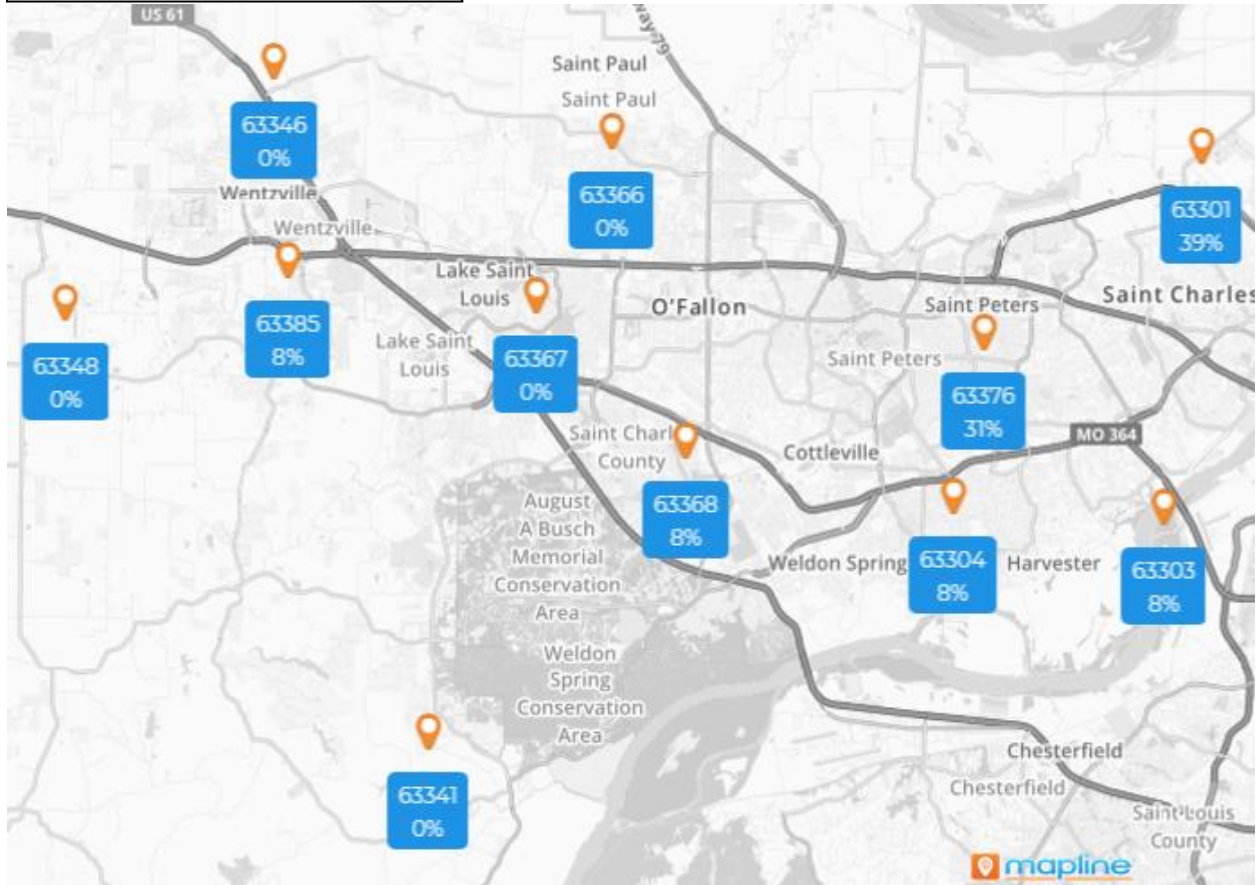 US 61
way 79
Saint Paul
Saint Paul
63346
0%
63366
0%
63301
39%
Wentzville
Wentzville
Lake Saint
Louis
O'Fallon
Saint Peters
Saint Charles
63348
0%
63385
8%
Lake Saint
Louis
63367
0%
Saint Peters
63376
31%
MO 364
Saint Charl
County
Cottleville
63368
8%
August
A Busch
Memorial
Conservation
Area
Weldon Spring
63304
8%
Harvester
63303
8%
Weldon
Spring
Conservation
Area
63341
0%
Chesterfield
Chesterfield
Saint Louis
County
mapline